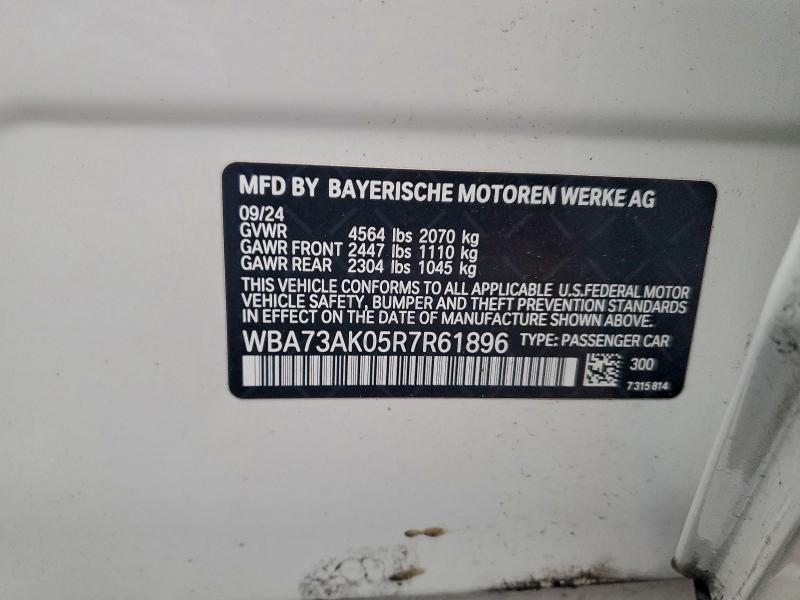 MFD BY BAYERISCHE MOTOREN WERKE AG
09/24
GVWR 4564 lbs 2070 kg
GAWR FRONT 2447 lbs 1110 kg
GAWR REAR 2304 lbs 1045 kg
THIS VEHICLE CONFORMS TO ALL APPLICABLE U.S.FEDERAL MOTOR
VEHICLE SAFETY, BUMPER AND THEFT PREVENTION STANDARDS
IN EFFECT ON THE DATE OF MANUFACTURE SHOWN ABOVE.
WBA73AK05R7R61896 TYPE: PASSENGER CAR
300
7315814